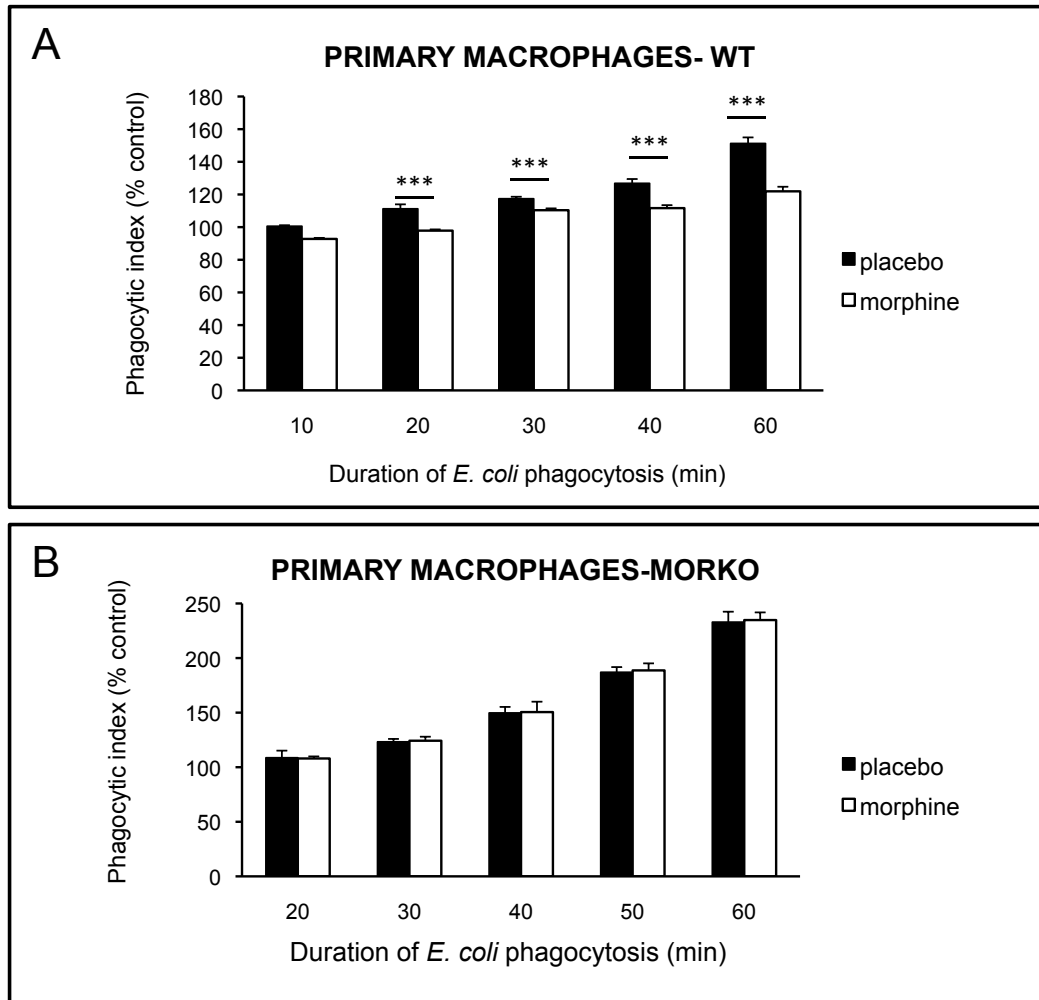 A
PRIMARY MACROPHAGES- WT
Phagocytic index (% control)
180
160
140
120
100
80
60
40
20
0
***
***
***
***
10 20 30 40 60
Duration of E. coli phagocytosis (min)
placebo
morphine
B
PRIMARY MACROPHAGES-MORKO
Phagocytic index (% control)
250
200
150
100
50
0
20 30 40 50 60
Duration of E. coli phagocytosis (min)
placebo
morphine